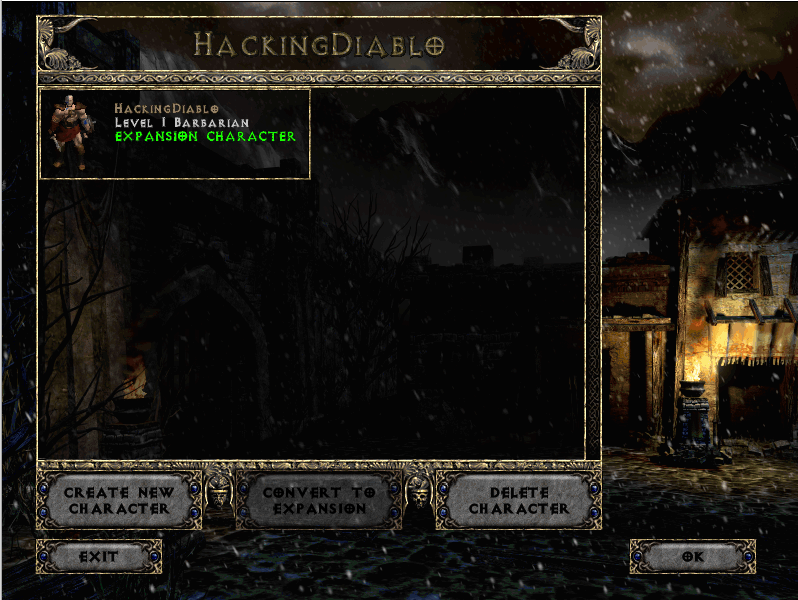 HACKINGDIABLO
HACKINGDIABLO
LEVEL 1 BARBARIAN
EXPANSION CHARACTER
CREATE NEW
CHARACTER
CONVERT TO
EXPANSION
DELETE
CHARACTER
EXIT
OK